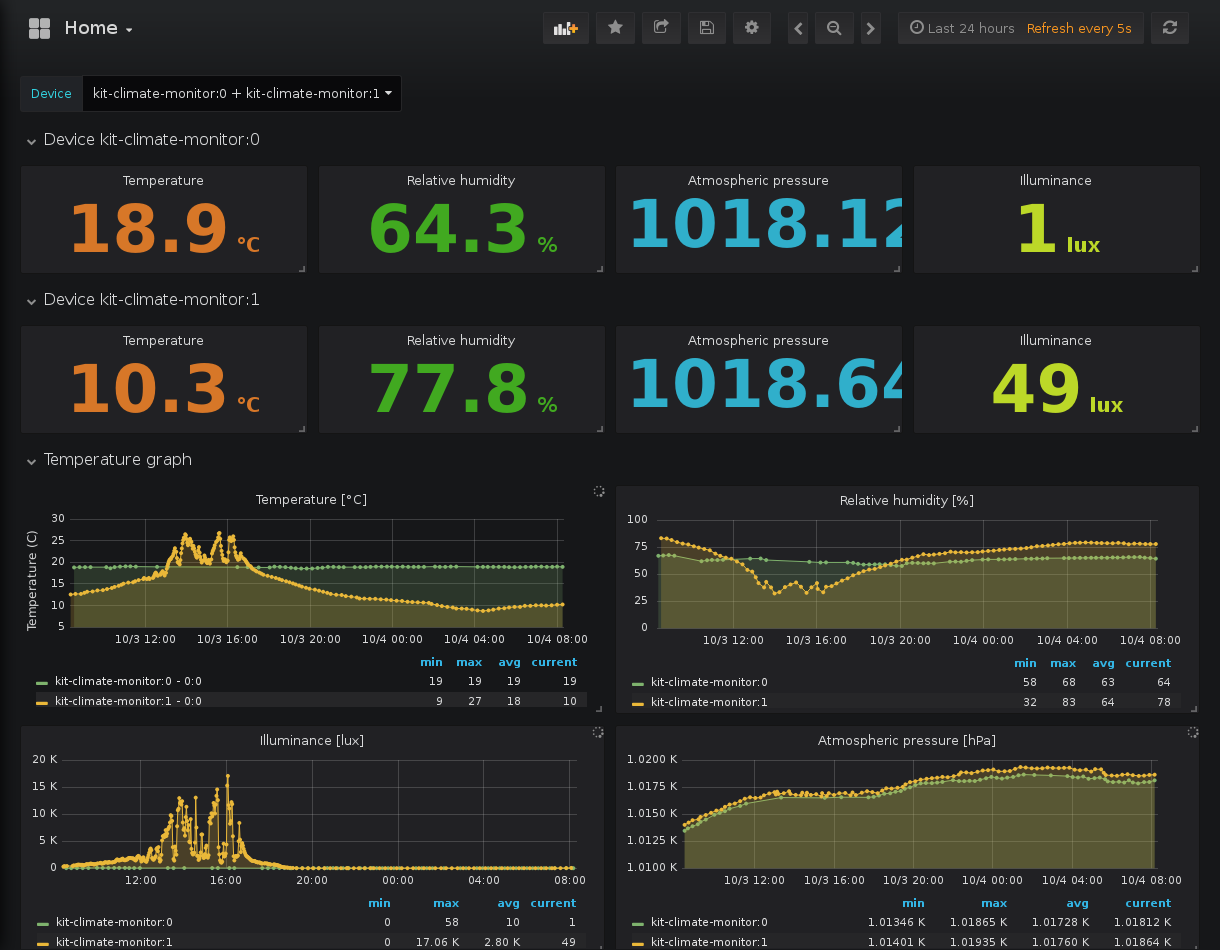 Home
Last 24 hours Refresh every 5s
Device kit-climate-monitor:0 + kit-climate-monitor:1
Device kit-climate-monitor:0
Temperature Relative humidity Atmospheric pressure Illuminance
18.9 °C 64.3 % 1018.12 1 lux
Device kit-climate-monitor:1
Temperature Relative humidity Atmospheric pressure Illuminance
10.3 °C 77.8 % 1018.64 49 lux
Temperature graph
Temperature [°C]
Temperature (C)
30
25
20
15
10
5
10/3 12:00 10/3 16:00 10/3 20:00 10/4 00:00 10/4 04:00 10/4 08:00
min max avg current
kit-climate-monitor:0 - 0:0 19 19 19 19
kit-climate-monitor:1 - 0:0 9 27 18 10
Relative humidity [%]
100
75
50
25
0
10/3 12:00 10/3 16:00 10/3 20:00 10/4 00:00 10/4 04:00 10/4 08:00
min max avg current
kit-climate-monitor:0 58 68 63 64
kit-climate-monitor:1 32 83 64 78
Illuminance [lux]
20 K
15 K
10 K
5 K
0
12:00 16:00 20:00 00:00 04:00 08:00
min max avg current
kit-climate-monitor:0 0 58 10 1
kit-climate-monitor:1 0 17.06 K 2.80 K 49
Atmospheric pressure [hPa]
1.0200 K
1.0175 K
1.0150 K
1.0125 K
1.0100 K
10/3 12:00 10/3 16:00 10/3 20:00 10/4 00:00 10/4 04:00 10/4 08:00
min max avg current
kit-climate-monitor:0 1.01346 K 1.01865 K 1.01728 K 1.01812 K
kit-climate-monitor:1 1.01401 K 1.01935 K 1.01760 K 1.01864 K